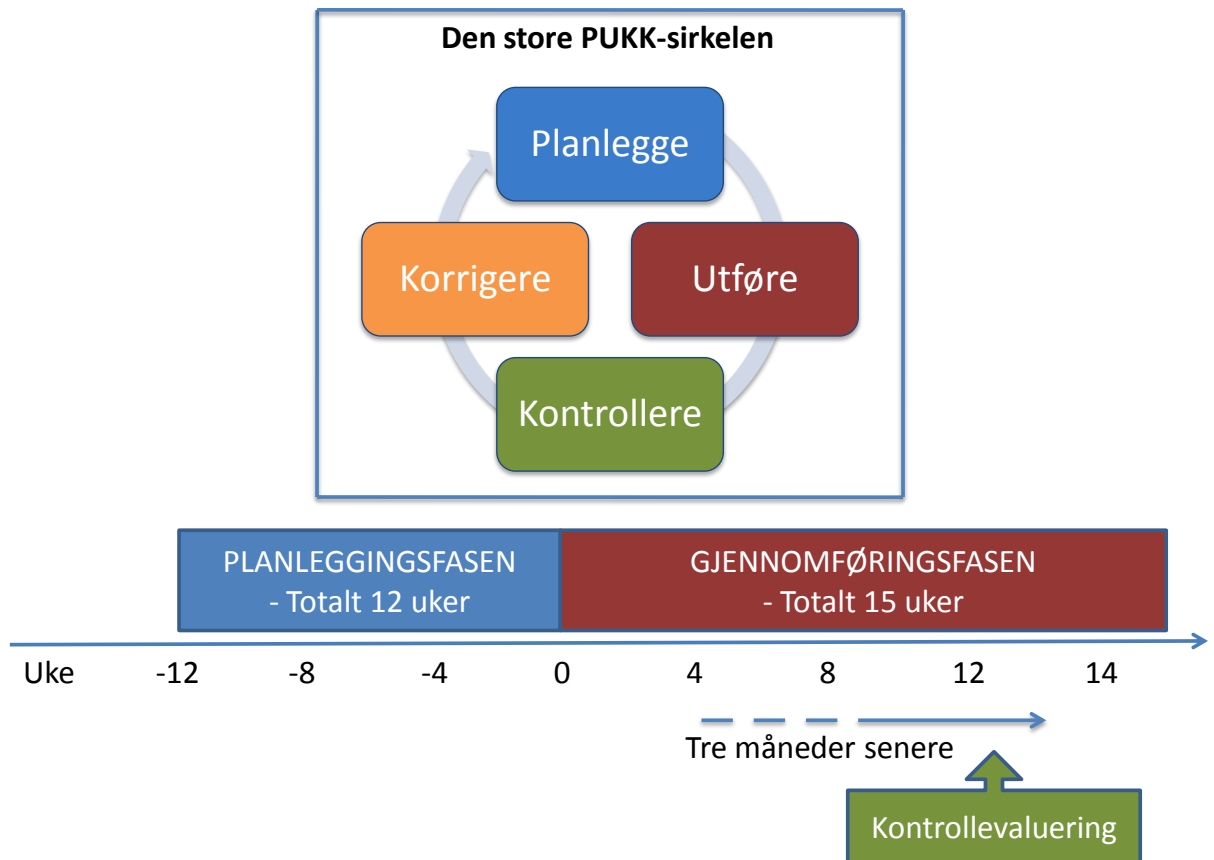 Den store PUKK-sirkelen
Planlegge
Korrigere
Utføre
Kontrollere
PLANLEGGINGSFASEN
- Totalt 12 uker
GJENNOMFØRINGSFASEN
- Totalt 15 uker
Uke -12 -8 -4 0 4 8 12 14
Tre måneder senere
Kontrollevaluering